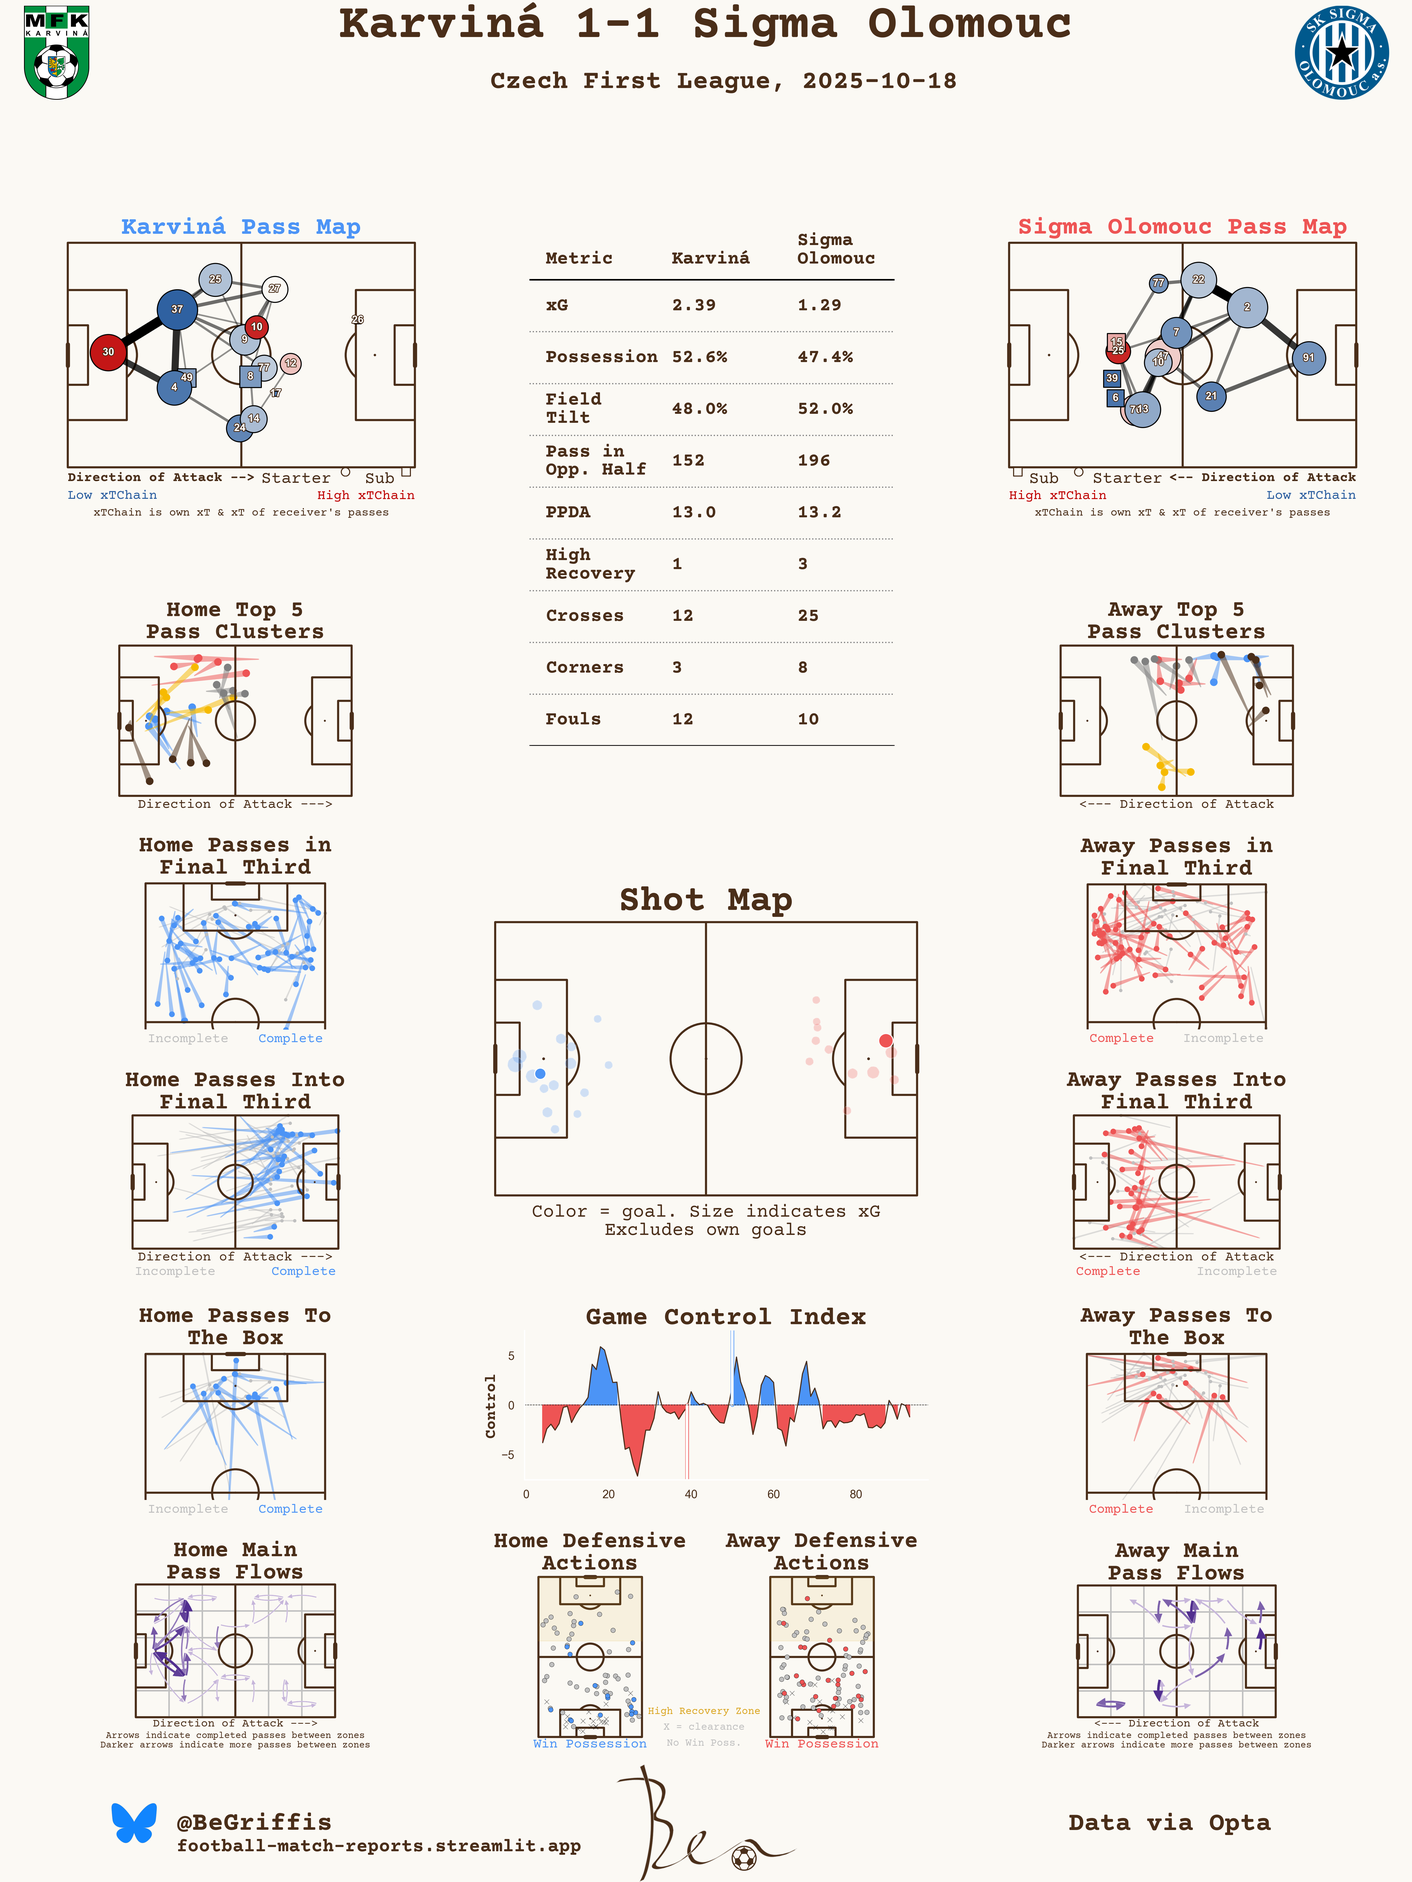 MFK
KARVINÁ
Karviná 1-1 Sigma Olomouc
Czech First League, 2025-10-18
SK SIGMA
OLOMOUC a.s.
Karviná Pass Map
25
27
37
10
26
9
30
77
12
49
8
4
17
14
24
Direction of Attack --> Starter Sub
Low xTChain High xTChain
xTChain is own xT & xT of receiver's passes
Metric Karviná Sigma Olomouc
xG 2.39 1.29
Possession 52.6% 47.4%
Field Tilt 48.0% 52.0%
Pass in Opp. Half 152 196
PPDA 13.0 13.2
High Recovery 1 3
Crosses 12 25
Corners 3 8
Fouls 12 10
Sigma Olomouc Pass Map
77
22
2
7
15
25
47
10
91
39
6
21
7
13
Sub Starter <-- Direction of Attack
High xTChain Low xTChain
xTChain is own xT & xT of receiver's passes
Home Top 5
Pass Clusters
Direction of Attack --->
Away Top 5
Pass Clusters
<--- Direction of Attack
Home Passes in
Final Third
Incomplete Complete
Shot Map
Color = goal. Size indicates xG
Excludes own goals
Away Passes in
Final Third
Complete Incomplete
Home Passes Into
Final Third
Direction of Attack --->
Incomplete Complete
Away Passes Into
Final Third
<--- Direction of Attack
Complete Incomplete
Home Passes To
The Box
Incomplete Complete
Game Control Index
Control
5
0
−5
0 20 40 60 80
Away Passes To
The Box
Complete Incomplete
Home Main
Pass Flows
Direction of Attack --->
Arrows indicate completed passes between zones
Darker arrows indicate more passes between zones
Home Defensive
Actions
Win Possession
High Recovery Zone
X = clearance
No Win Poss.
Away Defensive
Actions
Win Possession
Away Main
Pass Flows
<--- Direction of Attack
Arrows indicate completed passes between zones
Darker arrows indicate more passes between zones
@BeGriffis
football-match-reports.streamlit.app
Ben
Data via Opta